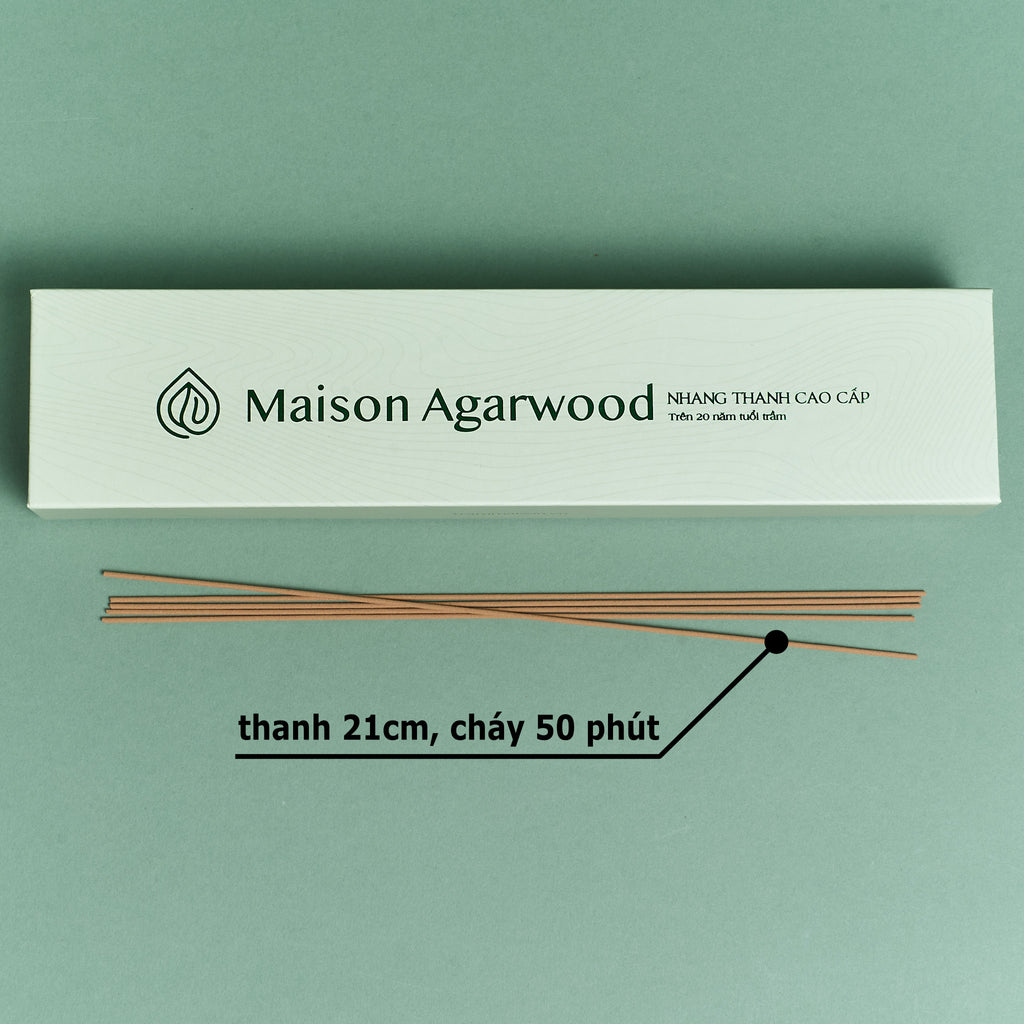 Maison Agarwood NHANG THANH CAO CẤP
Trên 20 năm tuổi trầm
thanh 21cm, cháy 50 phút